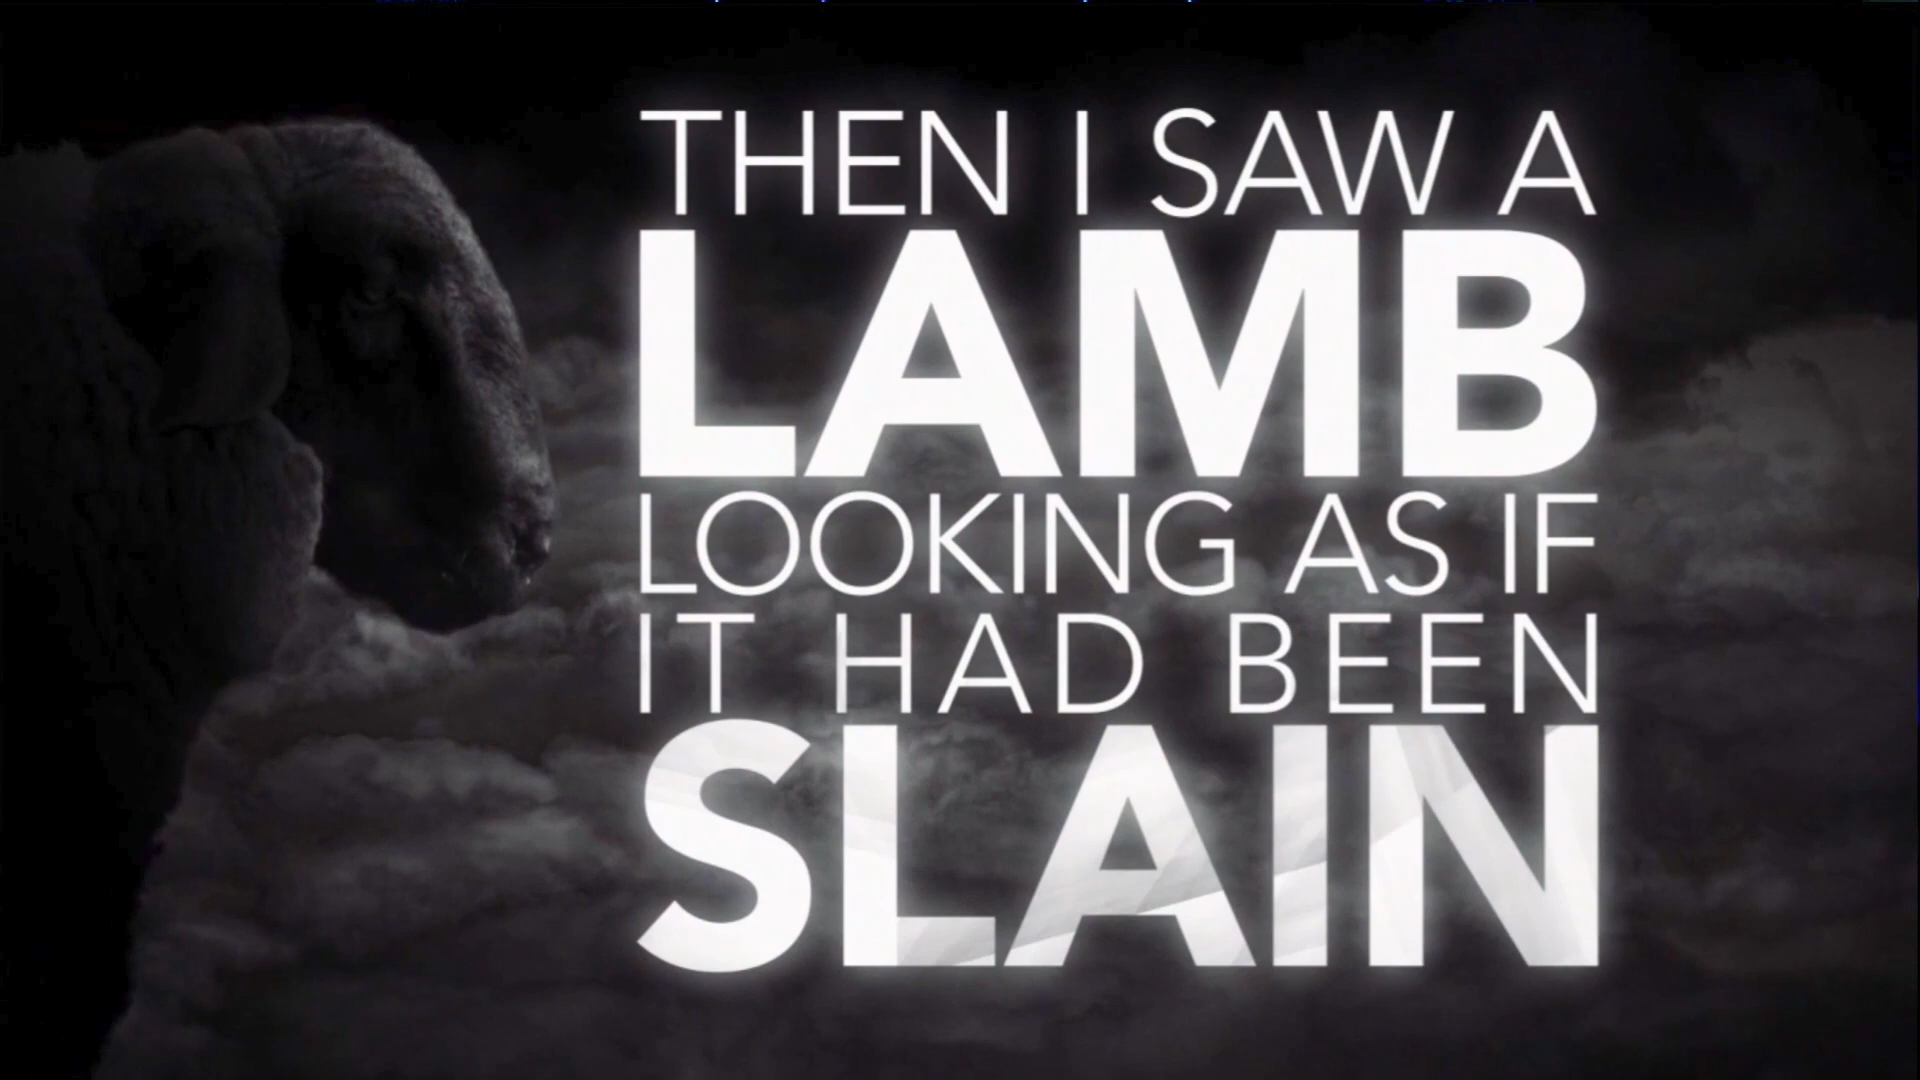 THEN I SAW A
LAMB
LOOKING AS IF
IT HAD BEEN
SLAIN